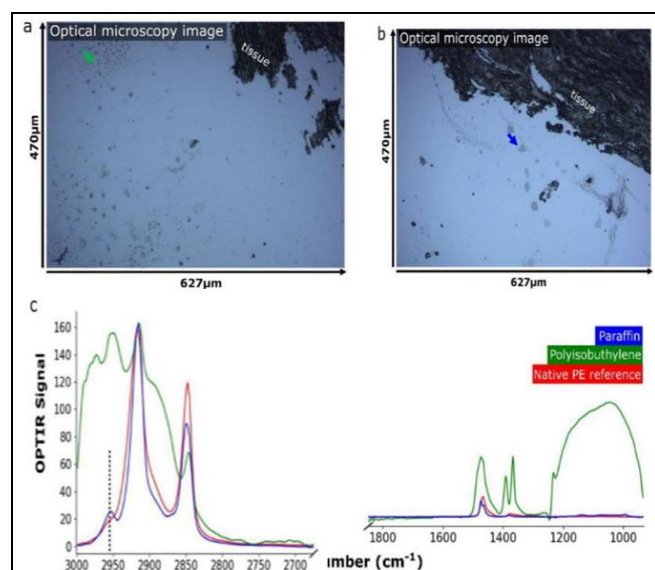 a
Optical microscopy image
tissue
470µm
627µm
b
Optical microscopy image
tissue
470µm
627µm
c
OPTIR Signal
160
140
120
100
80
60
40
20
0
3000 2950 2900 2850 2800 2750 2700
Paraffin
Polyisobuthylene
Native PE reference
1800 1600 1400 1200 1000
umber (cm⁻¹)